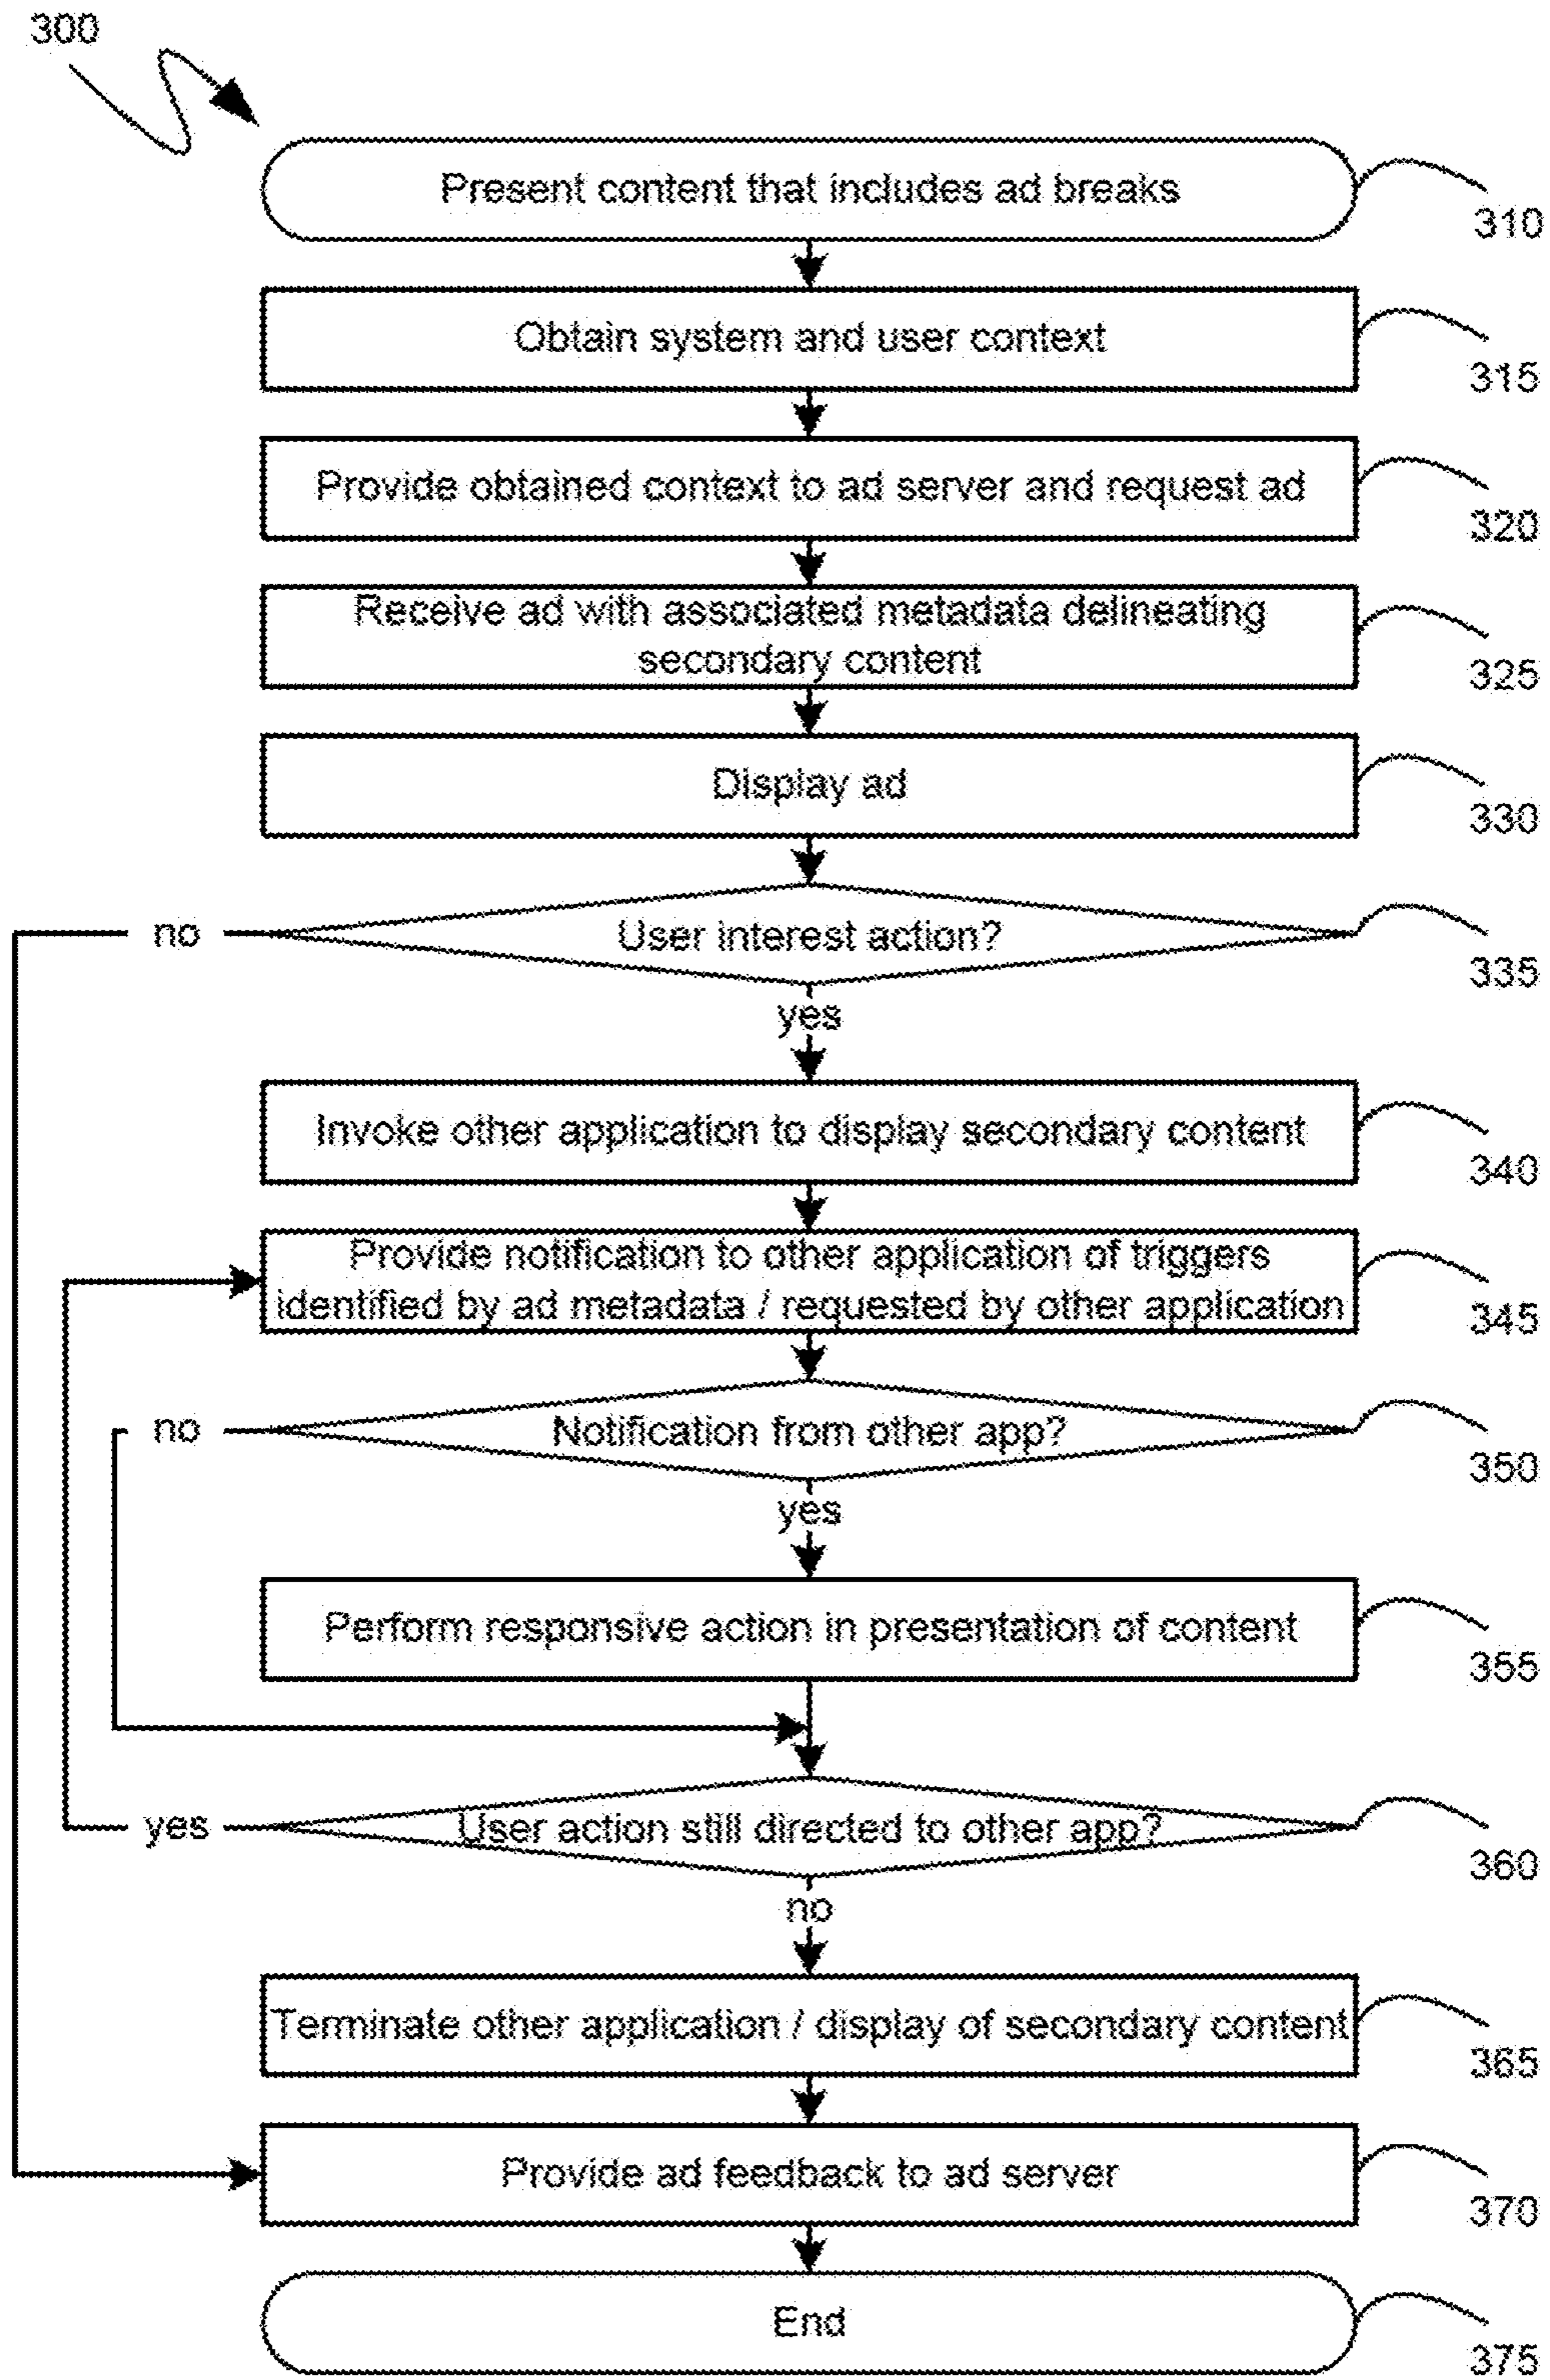 300
Present content that includes ad breaks
310
Obtain system and user context
315
Provide obtained context to ad server and request ad
320
Receive ad with associated metadata delineating
secondary content
325
Display ad
330
no
User interest action?
335
yes
Invoke other application to display secondary content
340
Provide notification to other application of triggers
identified by ad metadata / requested by other application
345
no
Notification from other app?
350
yes
Perform responsive action in presentation of content
355
yes
User action still directed to other app?
360
no
Terminate other application / display of secondary content
365
Provide ad feedback to ad server
370
End
375